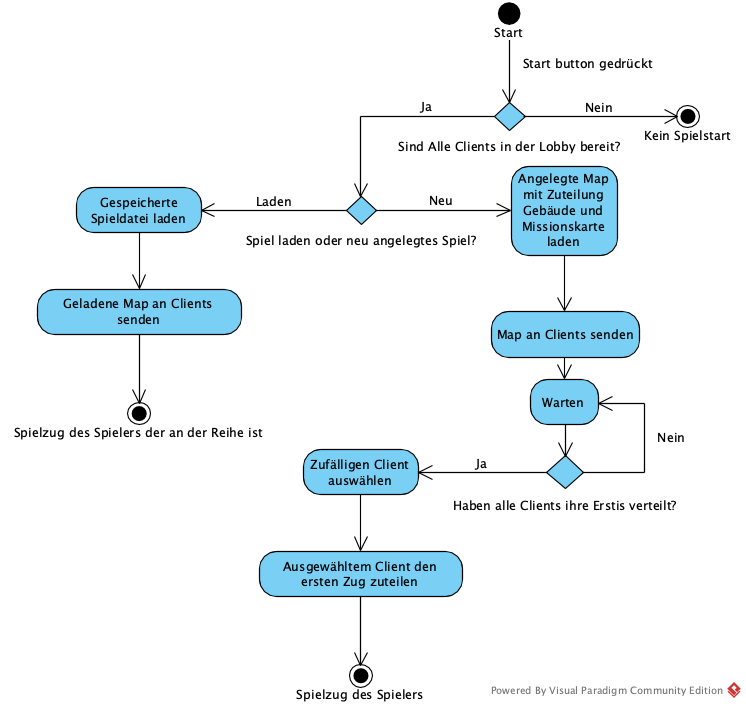 Start
Start button gedrückt
Ja
Nein
Kein Spielstart
Sind Alle Clients in der Lobby bereit?
Gespeicherte
Spieldatei laden
Laden
Neu
Angelegte Map
mit Zuteilung
Gebäude und
Missionskarte
laden
Spiel laden oder neu angelegtes Spiel?
Geladene Map an Clients
senden
Map an Clients senden
Warten
Spielzug des Spielers der an der Reihe ist
Nein
Zufälligen Client
auswählen
Ja
Haben alle Clients ihre Erstis verteilt?
Ausgewähltem Client den
ersten Zug zuteilen
Spielzug des Spielers
Powered By Visual Paradigm Community Edition